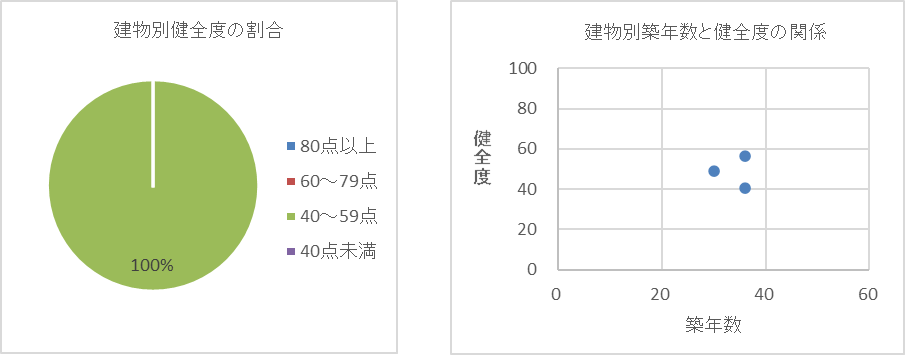 建物別健全度の割合
80点以上
60～79点
40～59点
40点未満
100%
建物別築年数と健全度の関係
健全度
100
80
60
40
20
0
0 20 40 60
築年数